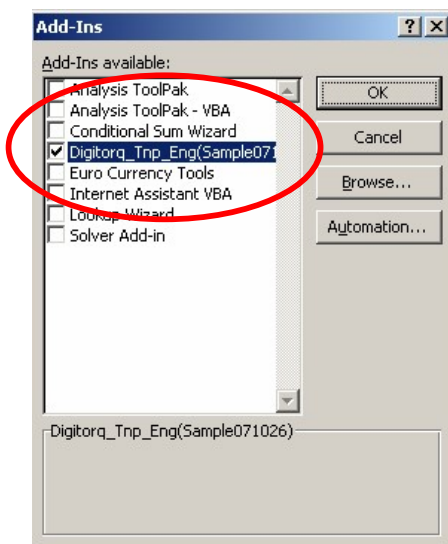 Add-Ins
?
Add-Ins available:
Analysis ToolPak
Analysis ToolPak - VBA
Conditional Sum Wizard
Digitorq_Tnp_Eng(Sample071
Euro Currency Tools
Internet Assistant VBA
Lookup Wizard
Solver Add-in
OK
Cancel
Browse...
Automation...
Digitorq_Tnp_Eng(Sample071026)